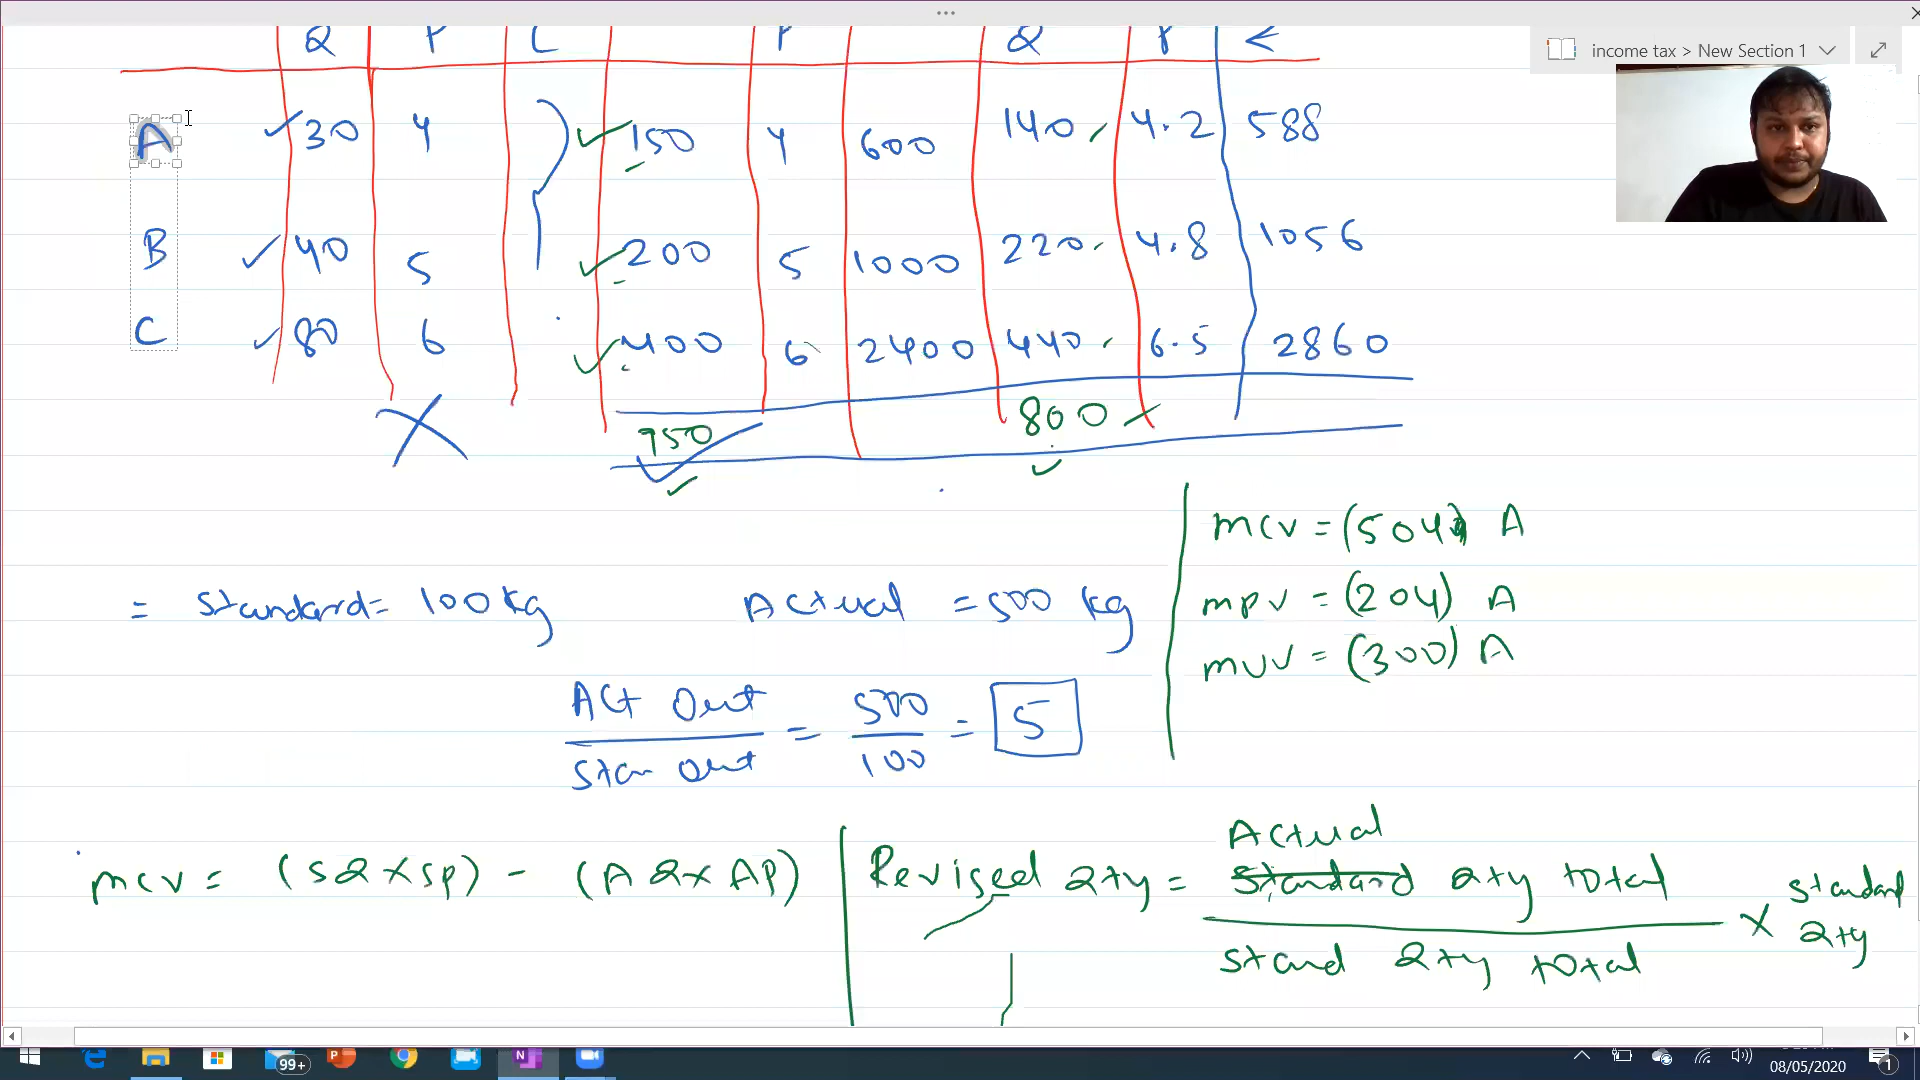 income tax > New Section 1
Q P Q P
A 30 4 150 4 600 140 4.2 588
B 40 5 200 5 1000 220 4.8 1056
C 80 6 400 6 2400 440 6.5 2860
750 800
mcv = (504) A
mpv = (204) A
muv = (300) A
= standard = 100 kg Actual = 500 kg
Act Out
Stan Out
= 500
100
= 5
mcv = (SQ × SP) - (AQ × AP)
Revised Qty = Actual
Standard Qty total
stand Qty total
× standard
Qty
99+
08/05/2020
1